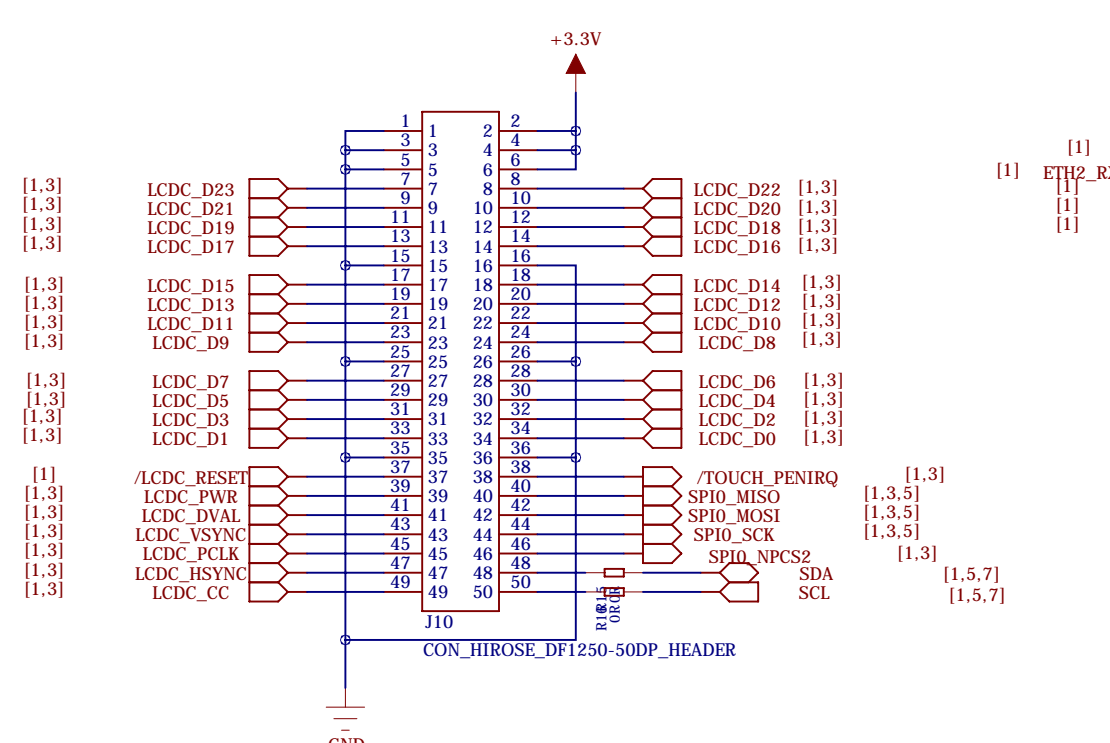 +3.3V
1 1 2 2
3 3 4 4
5 5 6 6
[1]
[1] ETH2_RX
[1]
[1]
[1]
[1,3] LCDC_D23 7 7 8 8 LCDC_D22 [1,3]
[1,3] LCDC_D21 9 9 10 10 LCDC_D20 [1,3]
[1,3] LCDC_D19 11 11 12 12 LCDC_D18 [1,3]
[1,3] LCDC_D17 13 13 14 14 LCDC_D16 [1,3]
15 15 16 16
[1,3] LCDC_D15 17 17 18 18 LCDC_D14 [1,3]
[1,3] LCDC_D13 19 19 20 20 LCDC_D12 [1,3]
[1,3] LCDC_D11 21 21 22 22 LCDC_D10 [1,3]
[1,3] LCDC_D9 23 23 24 24 LCDC_D8 [1,3]
25 25 26 26
[1,3] LCDC_D7 27 27 28 28 LCDC_D6 [1,3]
[1,3] LCDC_D5 29 29 30 30 LCDC_D4 [1,3]
[1,3] LCDC_D3 31 31 32 32 LCDC_D2 [1,3]
[1,3] LCDC_D1 33 33 34 34 LCDC_D0 [1,3]
35 35 36 36
[1] /LCDC_RESET 37 37 38 38 /TOUCH_PENIRQ [1,3]
[1,3] LCDC_PWR 39 39 40 40 SPI0_MISO [1,3,5]
[1,3] LCDC_DVAL 41 41 42 42 SPI0_MOSI [1,3,5]
[1,3] LCDC_VSYNC 43 43 44 44 SPI0_SCK [1,3,5]
[1,3] LCDC_PCLK 45 45 46 46 SPI0_NPCS2 [1,3]
[1,3] LCDC_HSYNC 47 47 48 48 SDA [1,5,7]
[1,3] LCDC_CC 49 49 50 50 SCL [1,5,7]
J10
CON_HIROSE_DF1250-50DP_HEADER
GND